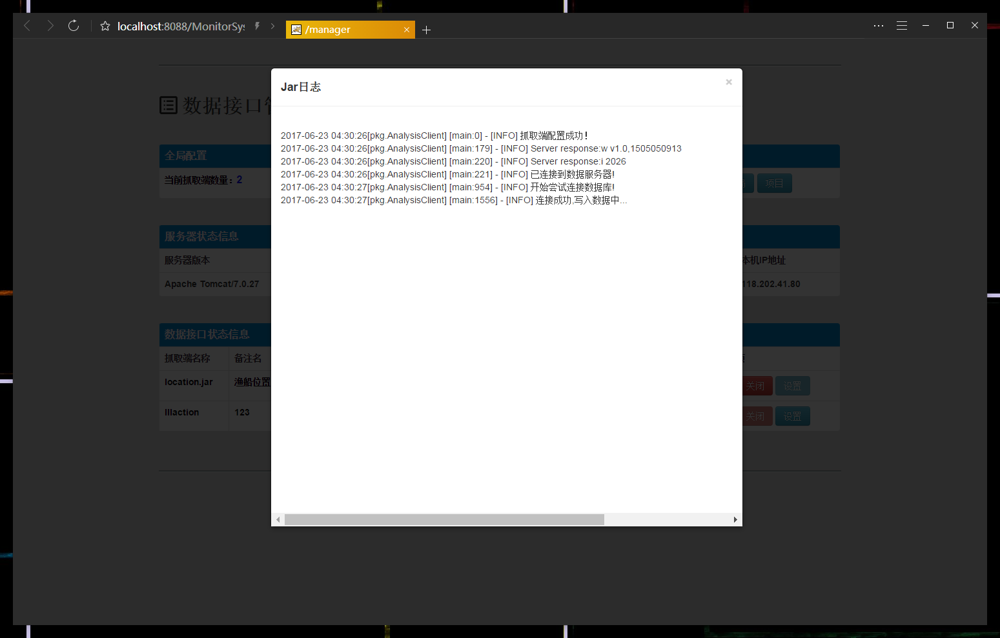 localhost:8088/MonitorSys
/manager
Jar日志
2017-06-23 04:30:26[pkg.AnalysisClient] [main:0] - [INFO] 抓取端配置成功!
2017-06-23 04:30:26[pkg.AnalysisClient] [main:179] - [INFO] Server response:w v1.0,1505050913
2017-06-23 04:30:26[pkg.AnalysisClient] [main:220] - [INFO] Server response:i 2026
2017-06-23 04:30:26[pkg.AnalysisClient] [main:221] - [INFO] 已连接到数据服务器!
2017-06-23 04:30:27[pkg.AnalysisClient] [main:954] - [INFO] 开始尝试连接数据库!
2017-06-23 04:30:27[pkg.AnalysisClient] [main:1556] - [INFO] 连接成功,写入数据中...
数据接口
全局配置
当前抓取端数量：2
项目
服务器状态信息
服务器版本 本机IP地址
Apache Tomcat/7.0.27 118.202.41.80
数据接口状态信息
抓取端名称 备注名
location.jar 渔船位置 关闭 设置
lllaction 123 关闭 设置